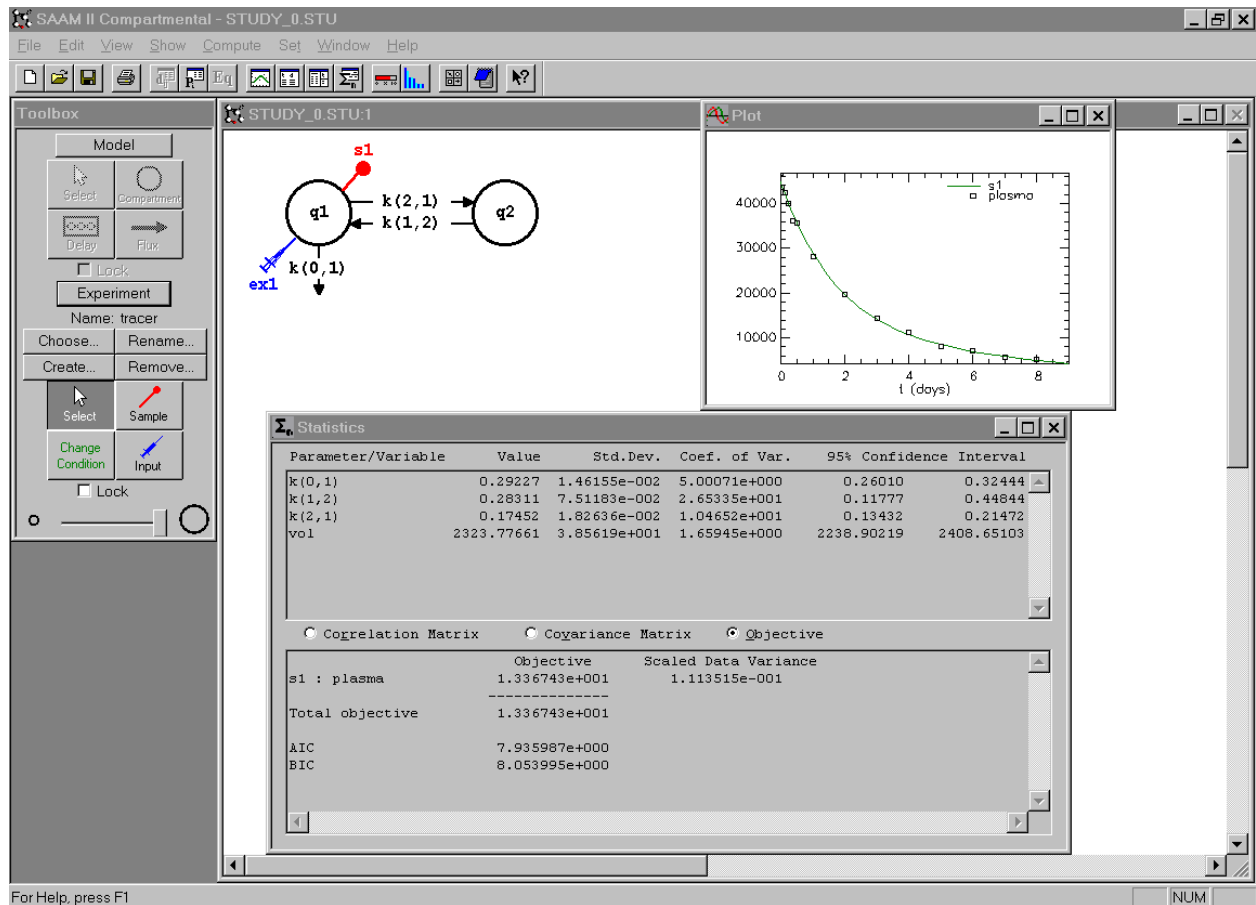 SAAM II Compartmental - STUDY_0.STU
File Edit View Show Compute Set Window Help
Eq
Toolbox
Model
Select
Compartment
Delay
Flux
Lock
Experiment
Name: tracer
Choose...
Rename...
Create...
Remove...
Select
Sample
Change Condition
Input
Lock
STUDY_0.STU:1
s1
q1
k(2,1)
k(1,2)
q2
k(0,1)
ex1
Plot
s1
plasma
40000
30000
20000
10000
0 2 4 6 8
t (days)
Statistics
Parameter/Variable Value Std.Dev. Coef. of Var. 95% Confidence Interval
k(0,1) 0.29227 1.46155e-002 5.00071e+000 0.26010 0.32444
k(1,2) 0.28311 7.51183e-002 2.65335e+001 0.11777 0.44844
k(2,1) 0.17452 1.82636e-002 1.04652e+001 0.13432 0.21472
vol 2323.77661 3.85619e+001 1.65945e+000 2238.90219 2408.65103
Correlation Matrix Covariance Matrix Objective
Objective Scaled Data Variance
s1 : plasma 1.336743e+001 1.113515e-001
--------------
Total objective 1.336743e+001
AIC 7.935987e+000
BIC 8.053995e+000
For Help, press F1
NUM